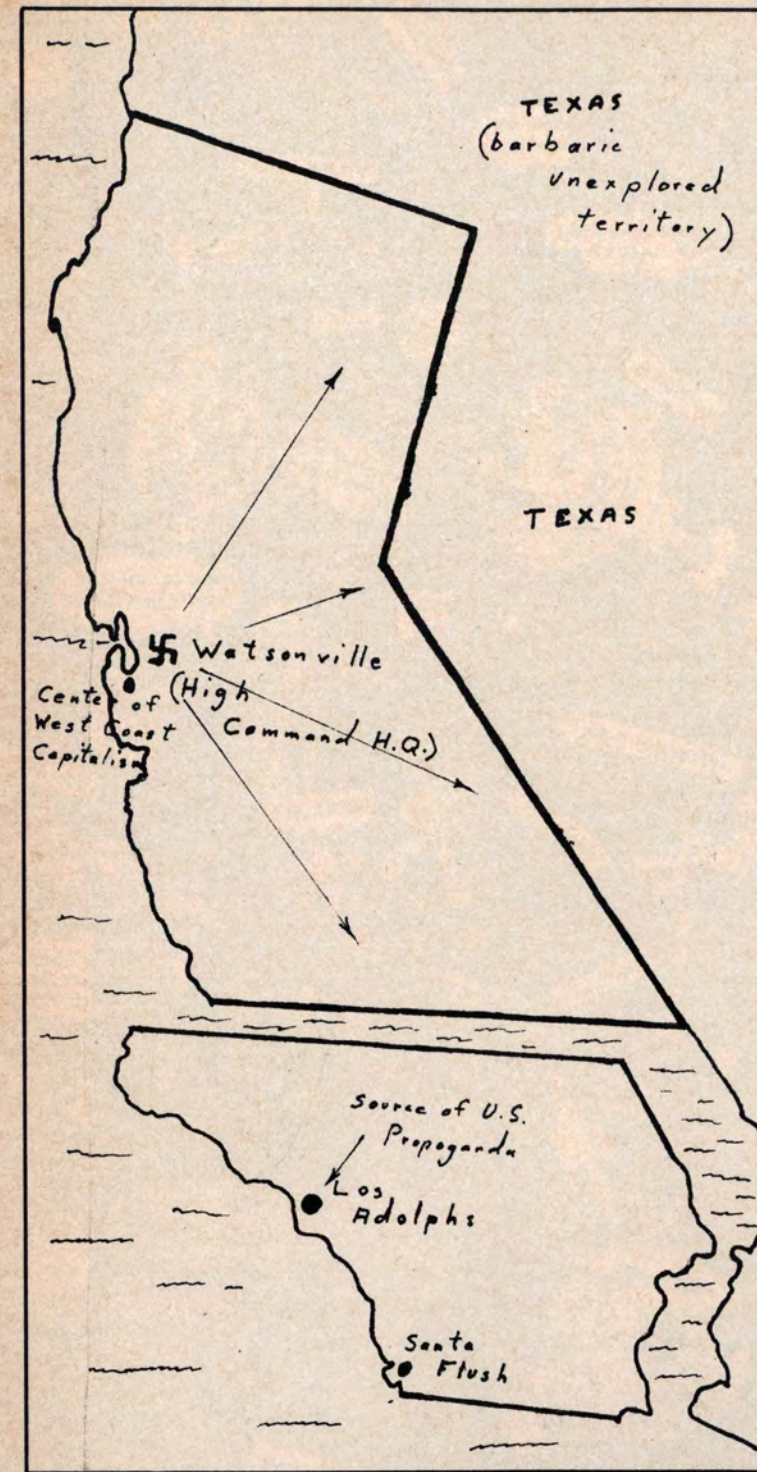 TEXAS
(barbaric
unexplored
territory)
TEXAS
Watsonville
(High
Command H.Q.)
Center of
West Coast
Capitalism
Source of U.S.
Propoganda
Los
Adolphs
Santa
Flush